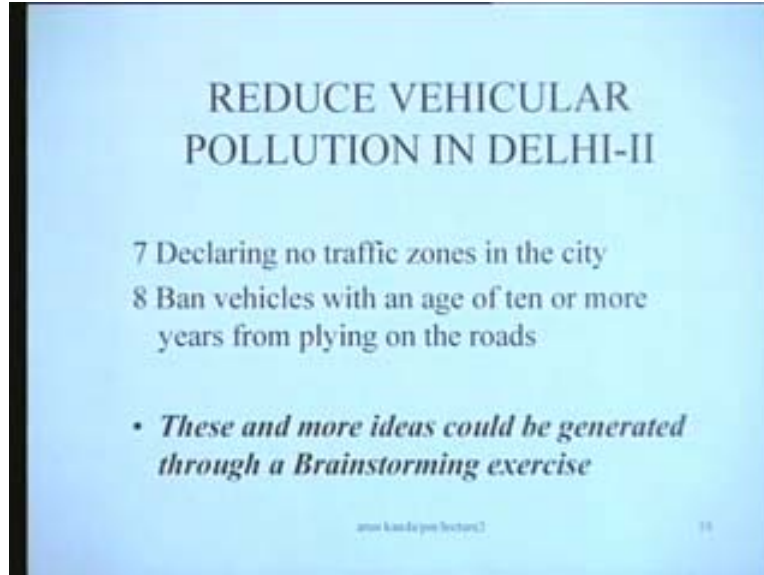 REDUCE VEHICULAR
POLLUTION IN DELHI-II
7 Declaring no traffic zones in the city
8 Ban vehicles with an age of ten or more
years from plying on the roads
• These and more ideas could be generated
through a Brainstorming exercise